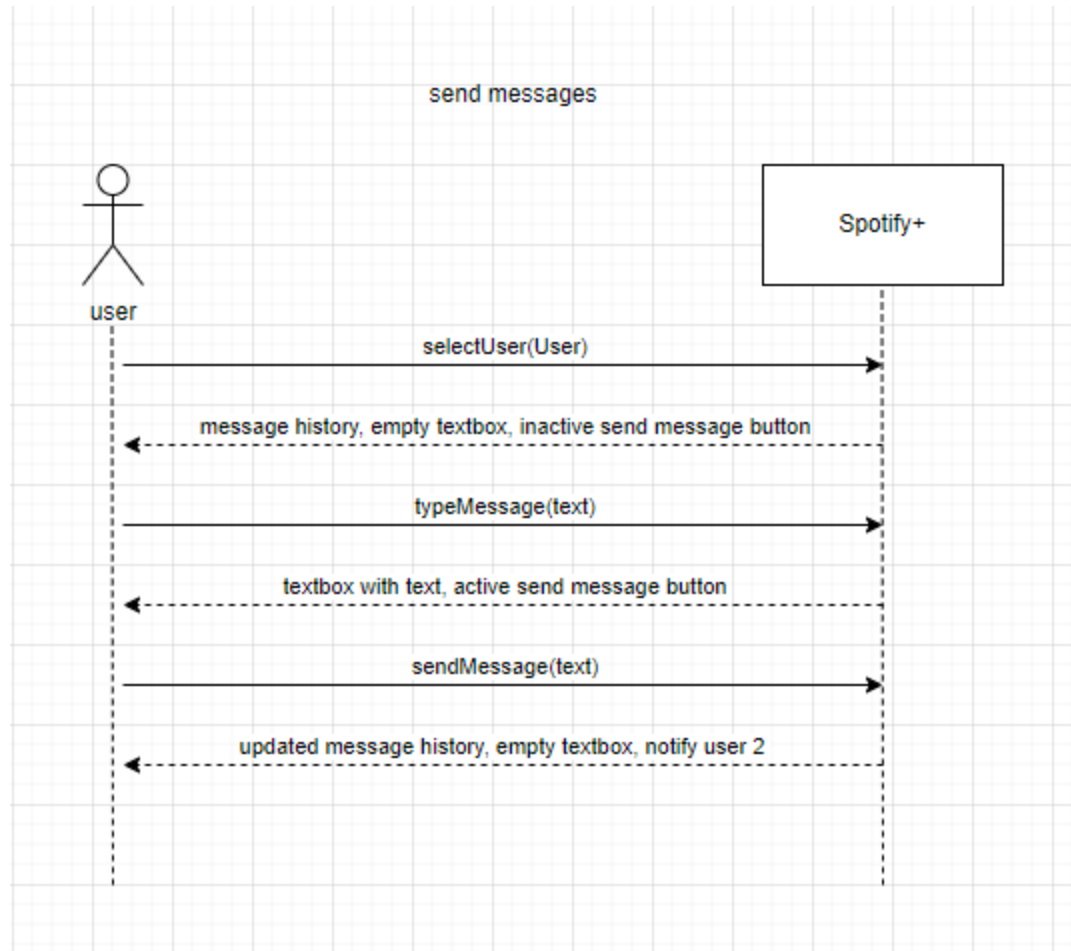 send messages
Spotify+
user
selectUser(User)
message history, empty textbox, inactive send message button
typeMessage(text)
textbox with text, active send message button
sendMessage(text)
updated message history, empty textbox, notify user 2